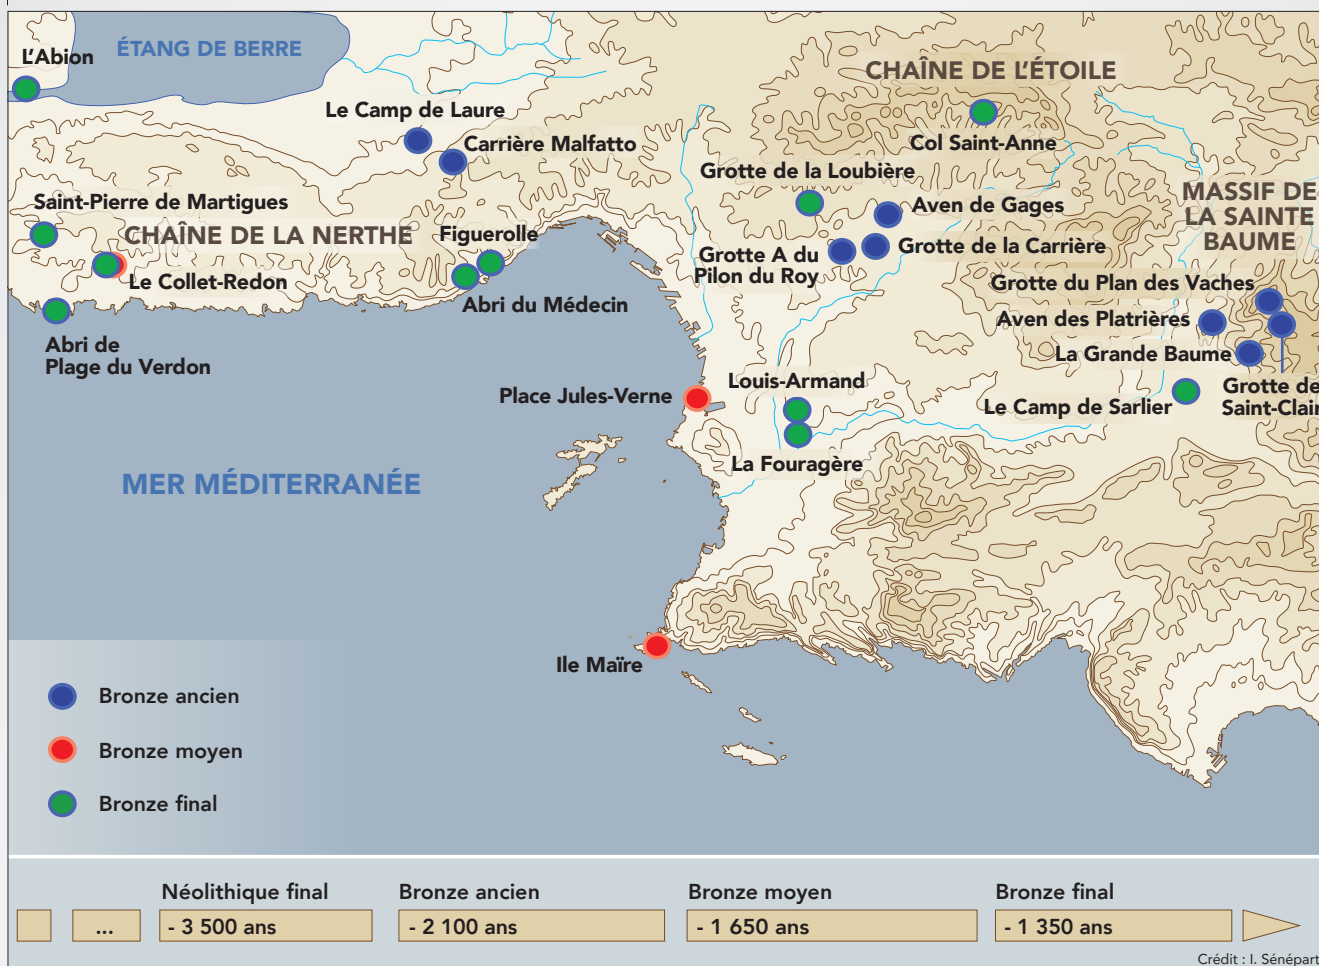 L'Abion
ÉTANG DE BERRE
CHAÎNE DE L'ÉTOILE
Le Camp de Laure
Carrière Malfatto
Col Saint-Anne
Grotte de la Loubière
Saint-Pierre de Martigues
Aven de Gages
MASSIF DE
LA SAINTE
BAUME
CHAÎNE DE LA NERTHE
Figuerolle
Grotte A du
Pilon du Roy
Grotte de la Carrière
Le Collet-Redon
Grotte du Plan des Vaches
Abri du Médecin
Aven des Platrières
Abri de
Plage du Verdon
La Grande Baume
Place Jules-Verne
Louis-Armand
Le Camp de Sarlier
Grotte de
Saint-Clair
La Fouragère
MER MÉDITERRANÉE
Ile Maïre
Bronze ancien
Bronze moyen
Bronze final
Néolithique final
Bronze ancien
Bronze moyen
Bronze final
...
- 3 500 ans
- 2 100 ans
- 1 650 ans
- 1 350 ans
Crédit : I. Sénépart